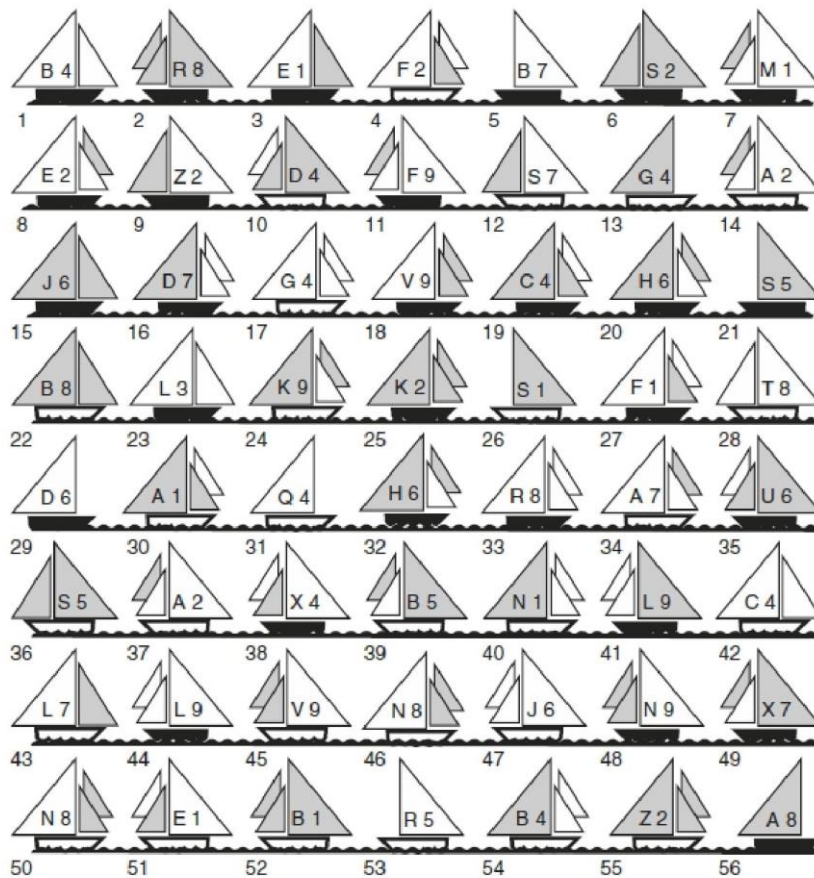 B 4 R 8 E 1 F 2 B 7 S 2 M 1
1 2 3 4 5 6 7
E 2 Z 2 D 4 F 9 S 7 G 4 A 2
8 9 10 11 12 13 14
J 6 D 7 G 4 V 9 C 4 H 6 S 5
15 16 17 18 19 20 21
B 8 L 3 K 9 K 2 S 1 F 1 T 8
22 23 24 25 26 27 28
D 6 A 1 Q 4 H 6 R 8 A 7 U 6
29 30 31 32 33 34 35
S 5 A 2 X 4 B 5 N 1 L 9 C 4
36 37 38 39 40 41 42
L 7 L 9 V 9 N 8 J 6 N 9 X 7
43 44 45 46 47 48 49
N 8 E 1 B 1 R 5 B 4 Z 2 A 8
50 51 52 53 54 55 56